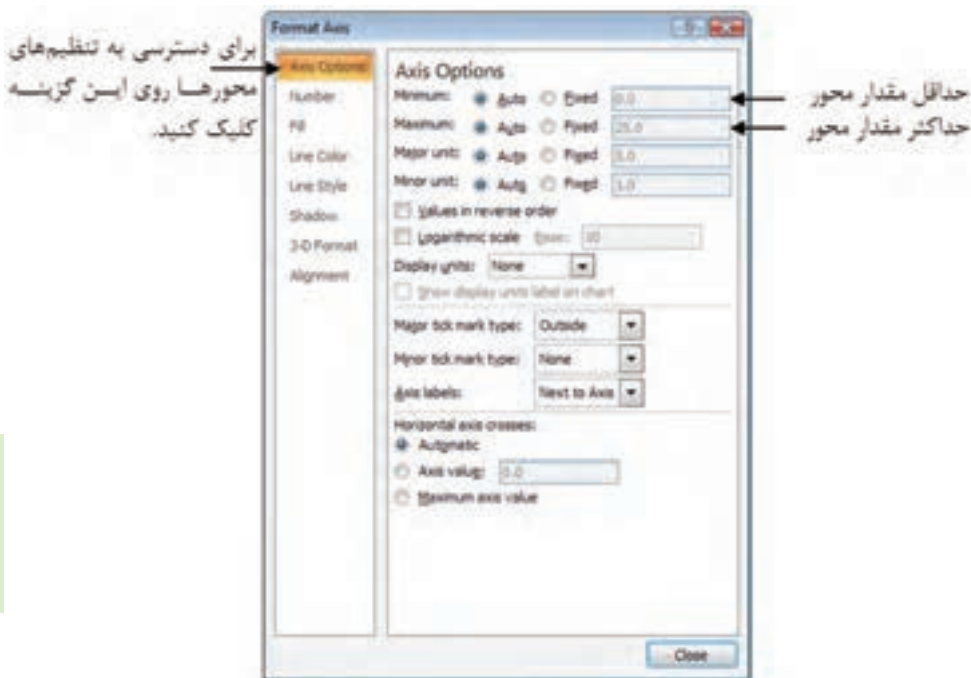 Format Axis
برای دسترسی به تنظیم‌های
محورها روی این گزینه
کلیک کنید.
Axis Options
Number
Fill
Line Color
Line Style
Shadow
3-D Format
Alignment
Axis Options
Minimum: Auto Fixed 0.0
Maximum: Auto Fixed 25.0
Major unit: Auto Fixed 5.0
Minor unit: Auto Fixed 1.0
Values in reverse order
Logarithmic scale Base: 10
Display units: None
Show display units label on chart
Major tick mark type: Outside
Minor tick mark type: None
Axis labels: Next to Axis
Horizontal axis crosses:
Automatic
Axis value: 0.0
Maximum axis value
Close
حداقل مقدار محور
حداکثر مقدار محور